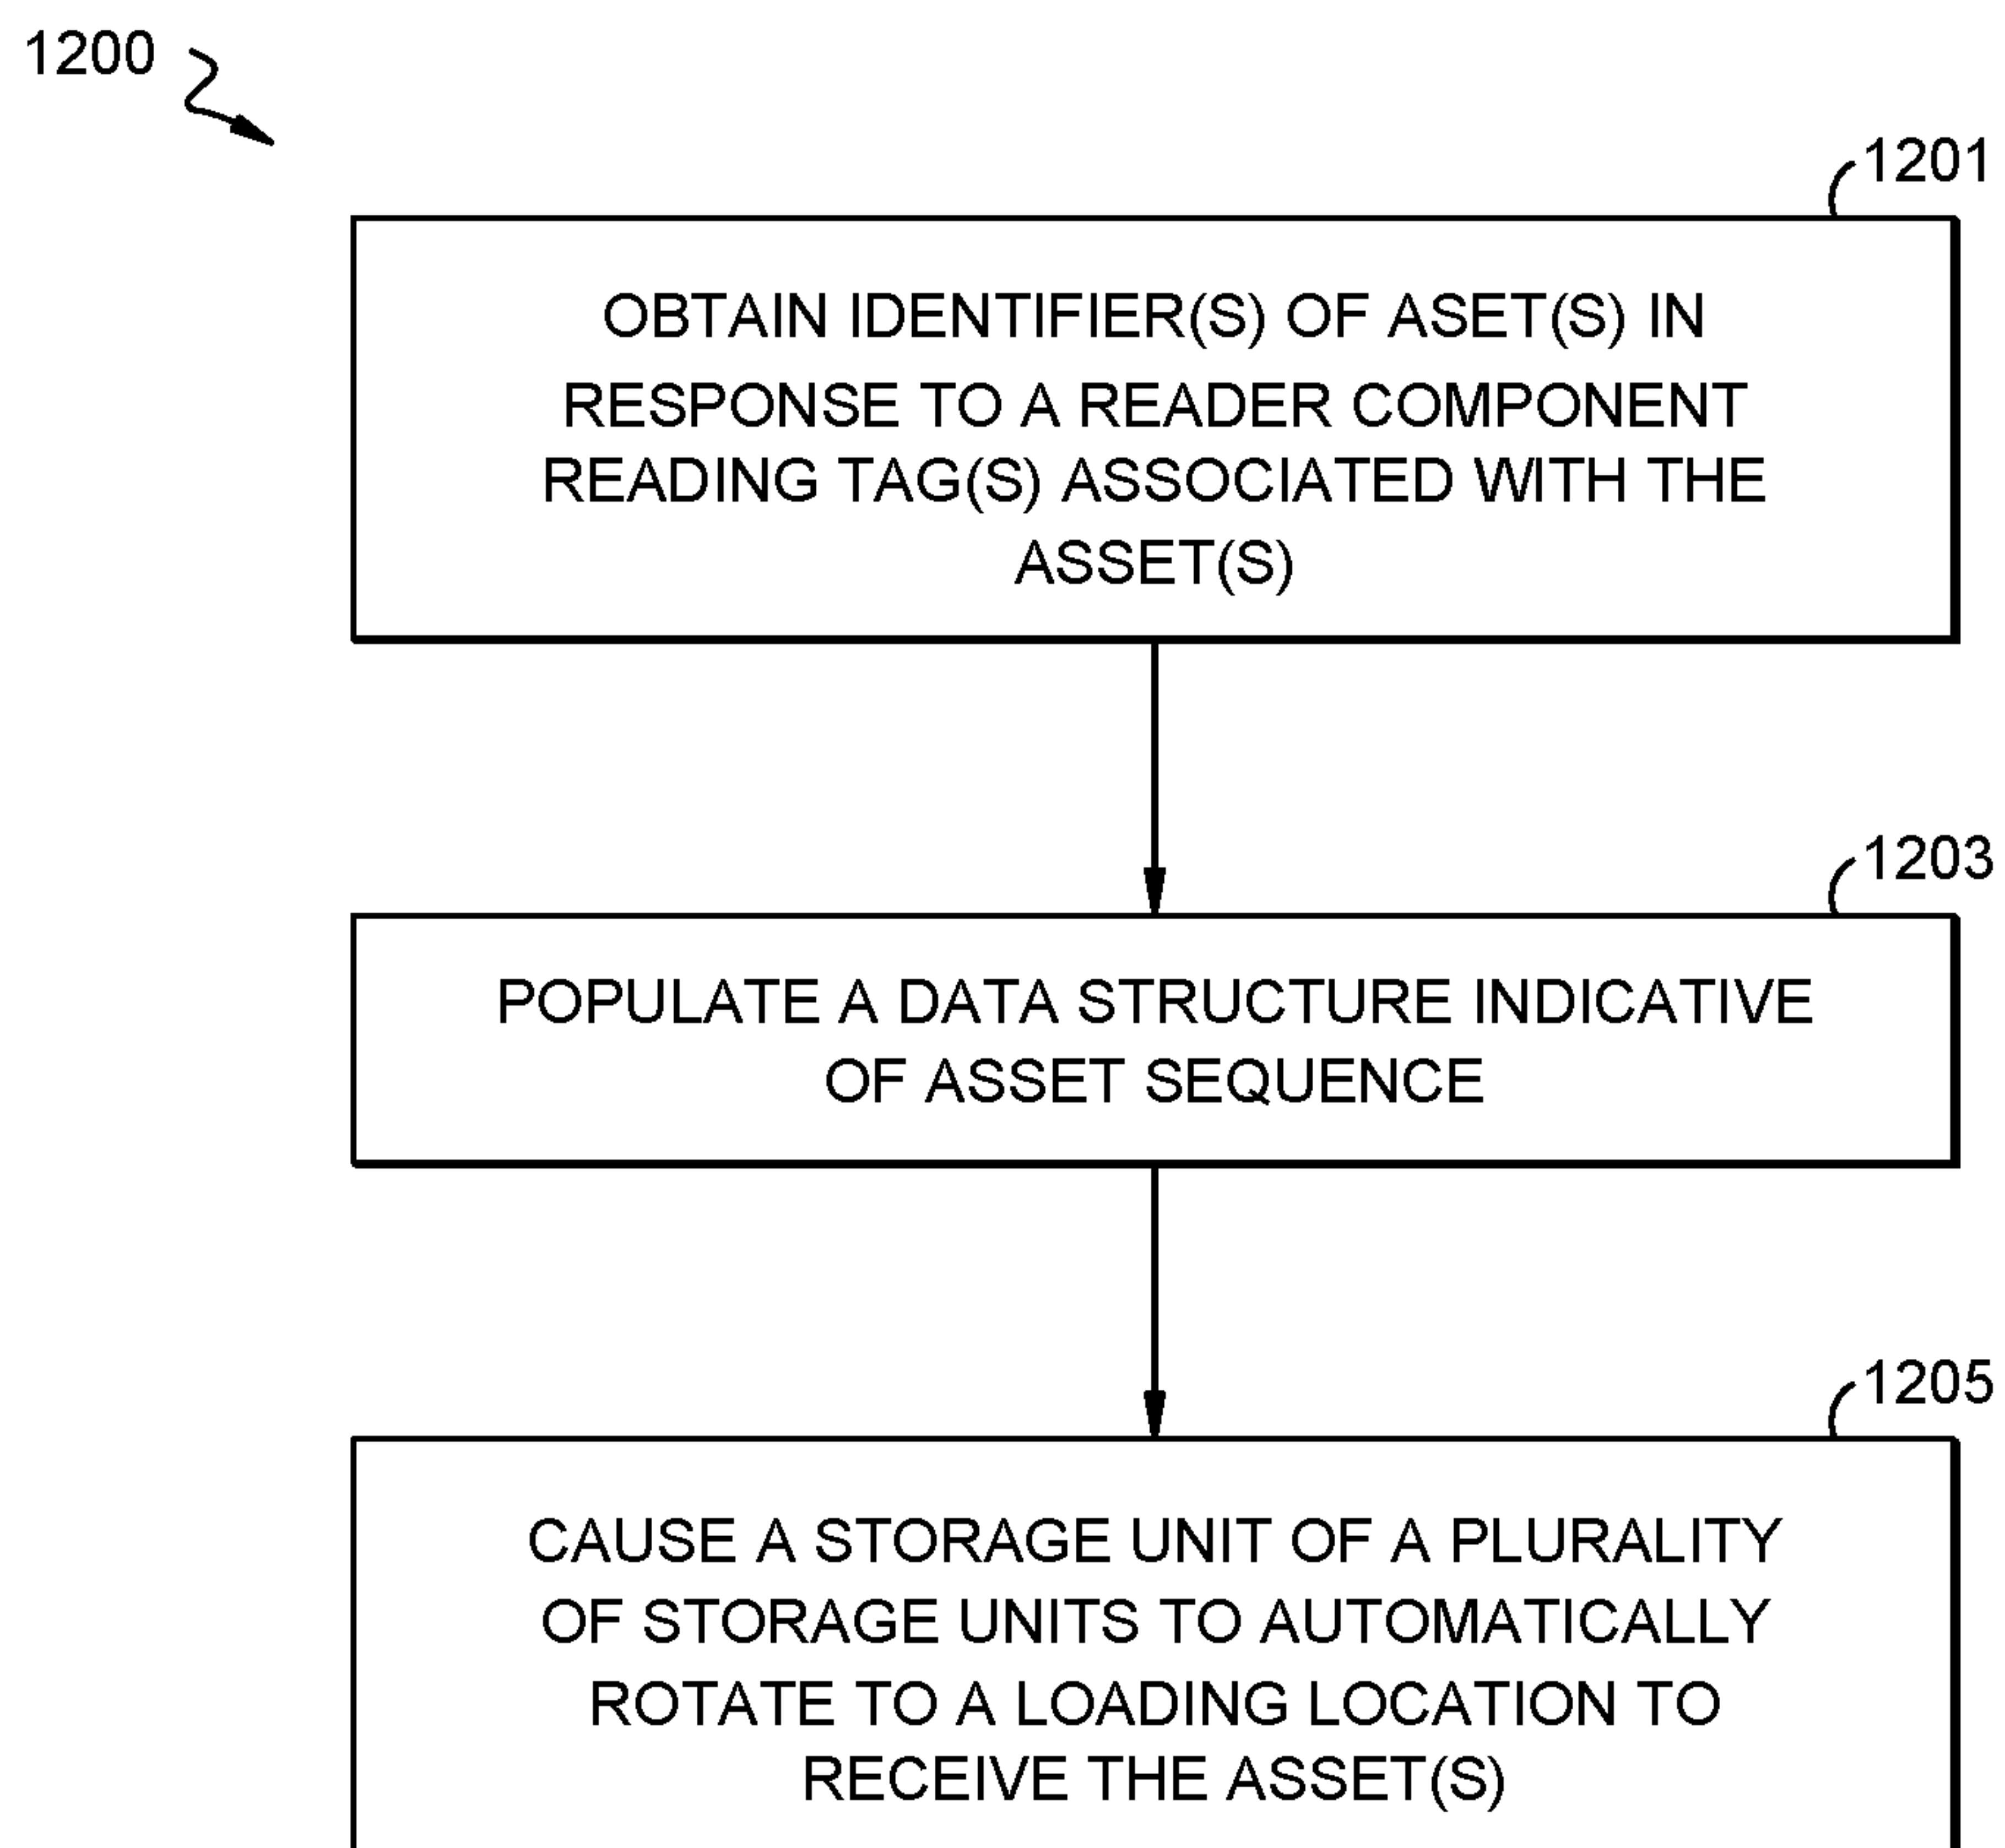 1200
1201
OBTAIN IDENTIFIER(S) OF ASET(S) IN
RESPONSE TO A READER COMPONENT
READING TAG(S) ASSOCIATED WITH THE
ASSET(S)
1203
POPULATE A DATA STRUCTURE INDICATIVE
OF ASSET SEQUENCE
1205
CAUSE A STORAGE UNIT OF A PLURALITY
OF STORAGE UNITS TO AUTOMATICALLY
ROTATE TO A LOADING LOCATION TO
RECEIVE THE ASSET(S)